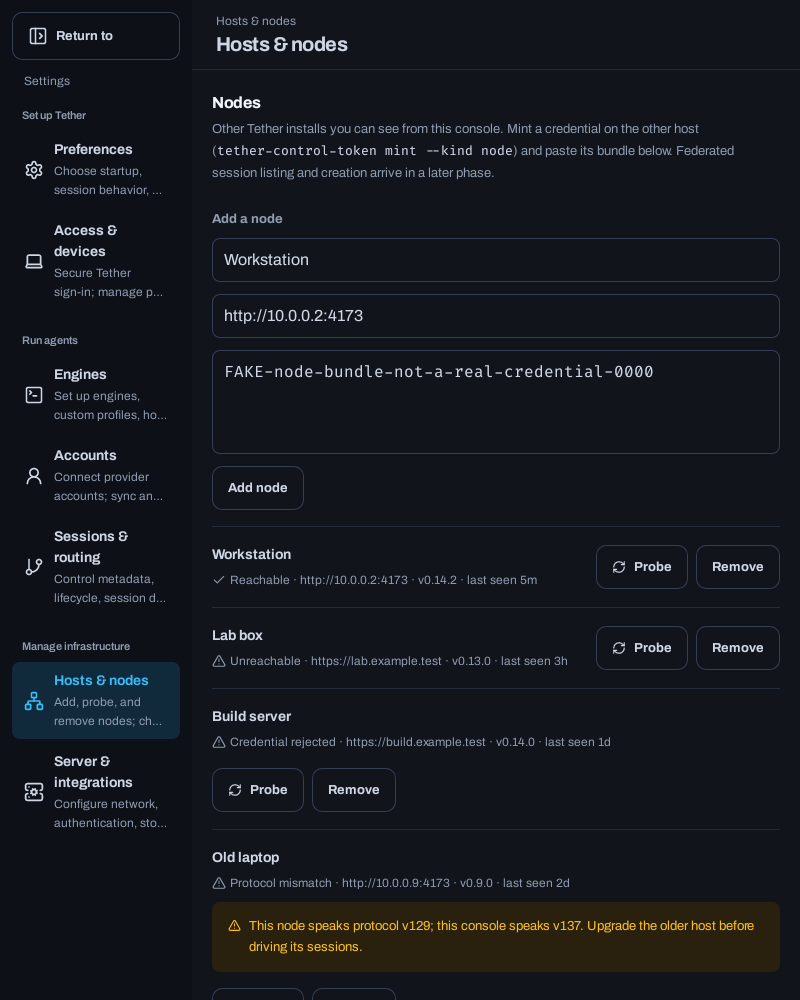 Return to
Settings
Set up Tether
Preferences
Choose startup,
session behavior, ...
Access &
devices
Secure Tether
sign-in; manage p...
Run agents
Engines
Set up engines,
custom profiles, ho...
Accounts
Connect provider
accounts; sync an...
Sessions &
routing
Control metadata,
lifecycle, session d...
Manage infrastructure
Hosts & nodes
Add, probe, and
remove nodes; ch...
Server &
integrations
Configure network,
authentication, sto...
Hosts & nodes
Hosts & nodes
Nodes
Other Tether installs you can see from this console. Mint a credential on the other host
(tether-control-token mint --kind node) and paste its bundle below. Federated
session listing and creation arrive in a later phase.
Add a node
Workstation
http://10.0.0.2:4173
FAKE-node-bundle-not-a-real-credential-0000
Add node
Workstation
Reachable · http://10.0.0.2:4173 · v0.14.2 · last seen 5m
Probe
Remove
Lab box
Unreachable · https://lab.example.test · v0.13.0 · last seen 3h
Probe
Remove
Build server
Credential rejected · https://build.example.test · v0.14.0 · last seen 1d
Probe
Remove
Old laptop
Protocol mismatch · http://10.0.0.9:4173 · v0.9.0 · last seen 2d
This node speaks protocol v129; this console speaks v137. Upgrade the older host before
driving its sessions.